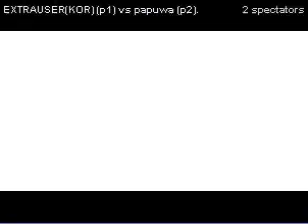 EXTRAUSER(KOR) (p1) vs papuwa (p2). 2 spectators